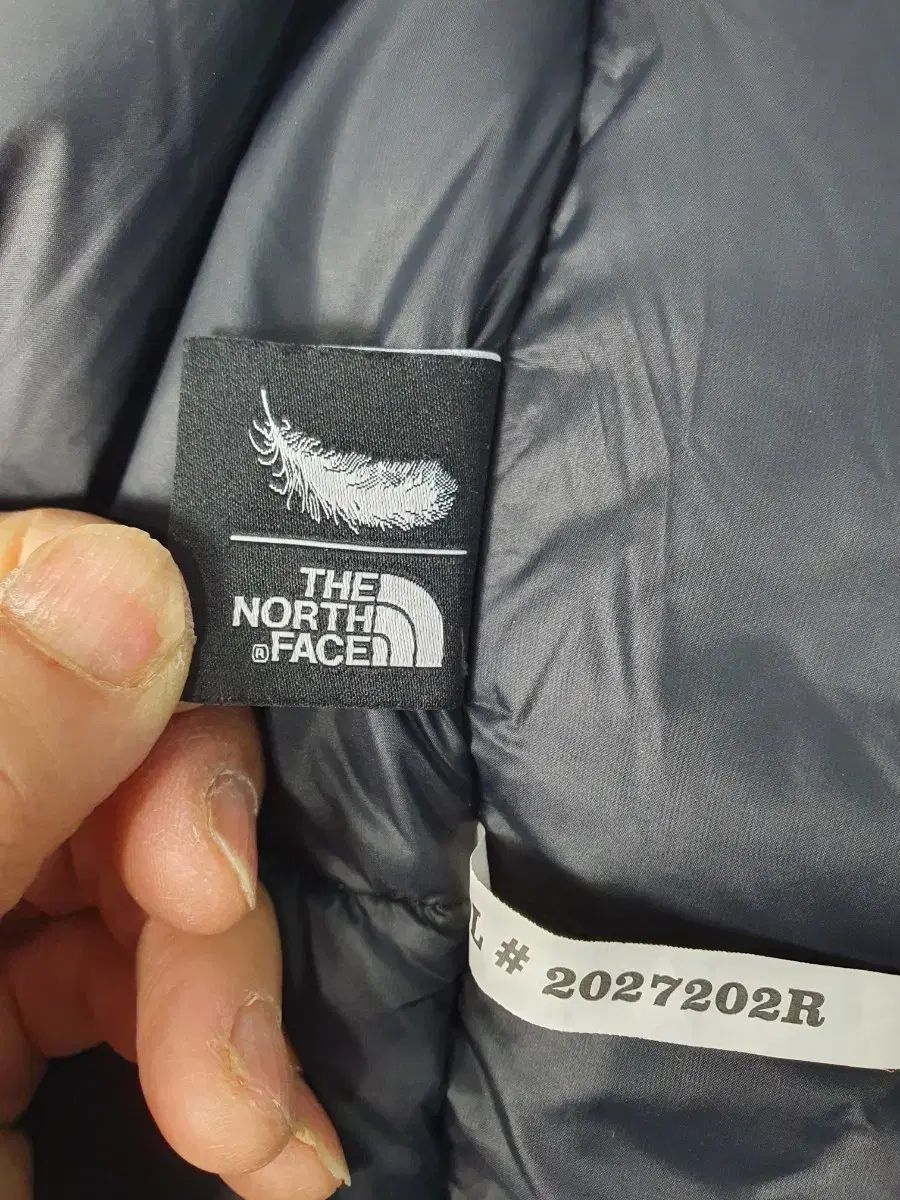 THE
NORTH
®FACE
L # 2027202R